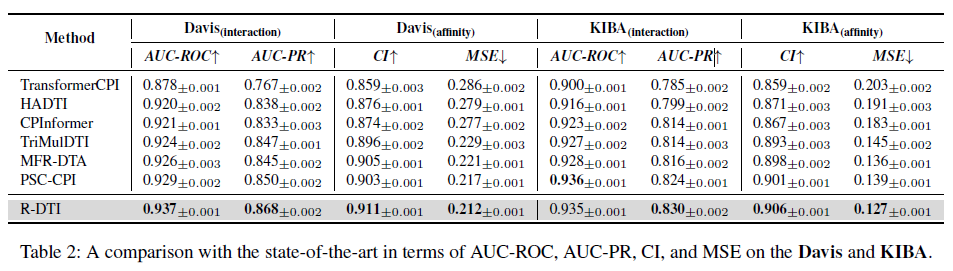 Method Davis(interaction) Davis(affinity) KIBA(interaction) KIBA(affinity)
AUC-ROC↑ AUC-PR↑ CI↑ MSE↓ AUC-ROC↑ AUC-PR↑ CI↑ MSE↓
TransformerCPI 0.878±0.001 0.767±0.002 0.859±0.003 0.286±0.002 0.900±0.001 0.785±0.002 0.859±0.002 0.203±0.002
HADTI 0.920±0.002 0.838±0.002 0.876±0.001 0.279±0.001 0.916±0.001 0.799±0.002 0.871±0.003 0.191±0.003
CPInformer 0.921±0.001 0.833±0.003 0.874±0.002 0.277±0.002 0.923±0.002 0.814±0.001 0.867±0.003 0.183±0.001
TriMulDTI 0.924±0.002 0.847±0.001 0.896±0.002 0.229±0.003 0.927±0.002 0.814±0.003 0.893±0.003 0.145±0.002
MFR-DTA 0.926±0.003 0.845±0.002 0.905±0.001 0.221±0.001 0.928±0.001 0.816±0.002 0.898±0.002 0.136±0.001
PSC-CPI 0.929±0.002 0.850±0.002 0.903±0.001 0.217±0.001 0.936±0.001 0.824±0.001 0.901±0.001 0.139±0.001
R-DTI 0.937±0.001 0.868±0.002 0.911±0.001 0.212±0.001 0.935±0.001 0.830±0.002 0.906±0.001 0.127±0.001
Table 2: A comparison with the state-of-the-art in terms of AUC-ROC, AUC-PR, CI, and MSE on the Davis and KIBA.